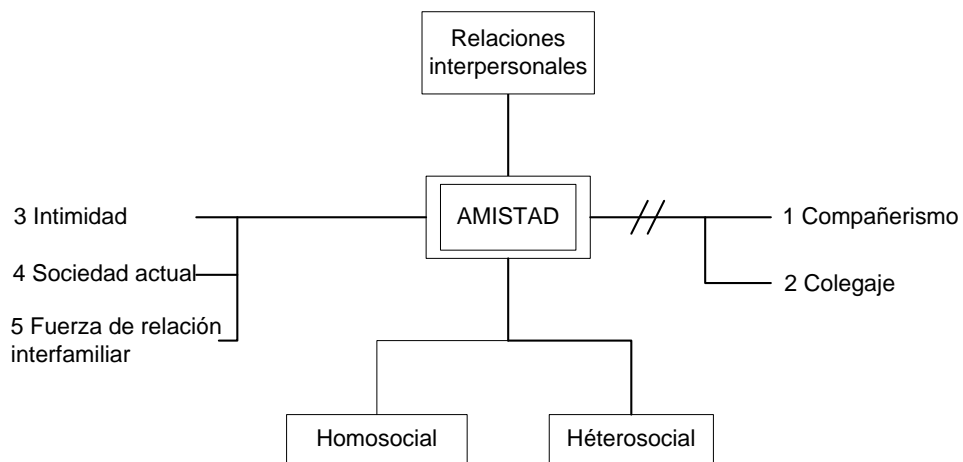 Relaciones
interpersonales
3 Intimidad
AMISTAD
1 Compañerismo
4 Sociedad actual
2 Colegaje
5 Fuerza de relación
interfamiliar
Homosocial
Héterosocial